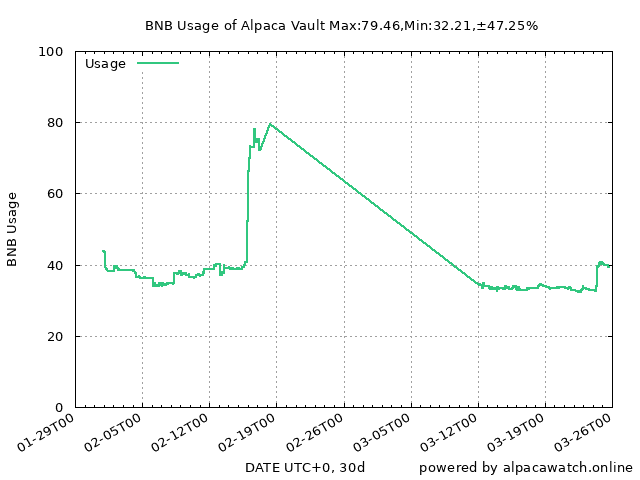 BNB Usage of Alpaca Vault Max:79.46,Min:32.21,±47.25%
Usage
BNB Usage
100
80
60
40
20
0
01-29T00
02-05T00
02-12T00
02-19T00
02-26T00
03-05T00
03-12T00
03-19T00
03-26T00
DATE UTC+0, 30d
powered by alpacawatch.online